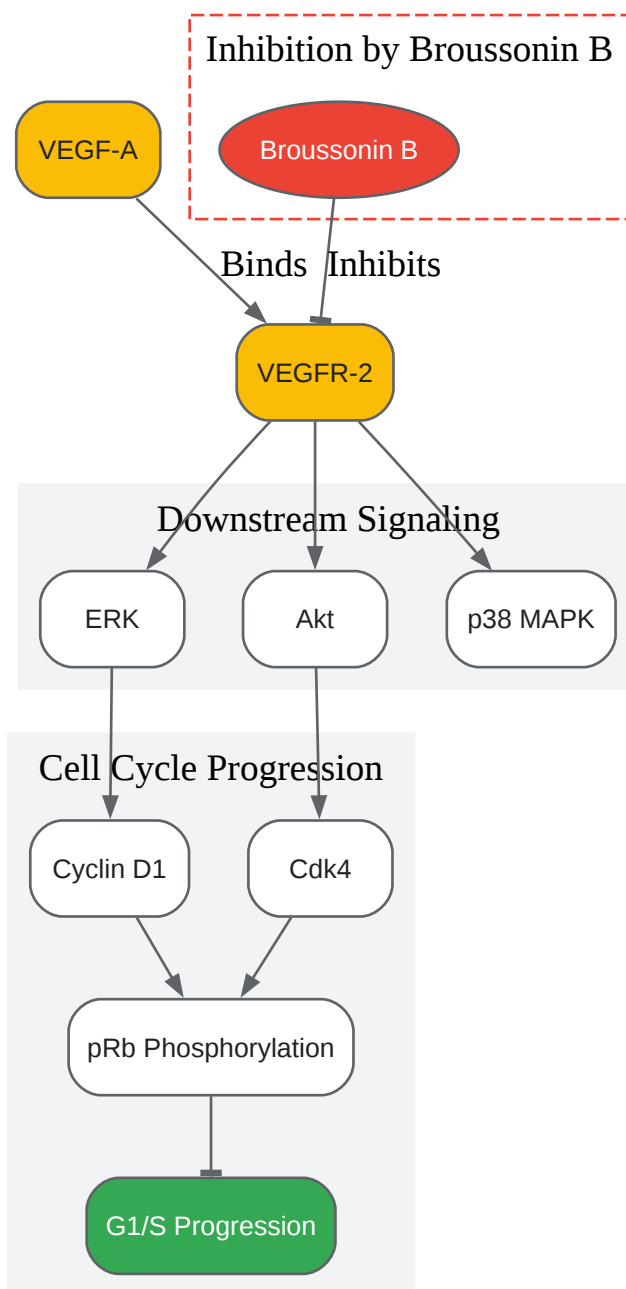 Inhibition by Broussonin B
VEGF-A
Broussonin B
Binds
Inhibits
VEGFR-2
Downstream Signaling
ERK
Akt
p38 MAPK
Cell Cycle Progression
Cyclin D1
Cdk4
pRb Phosphorylation
G1/S Progression